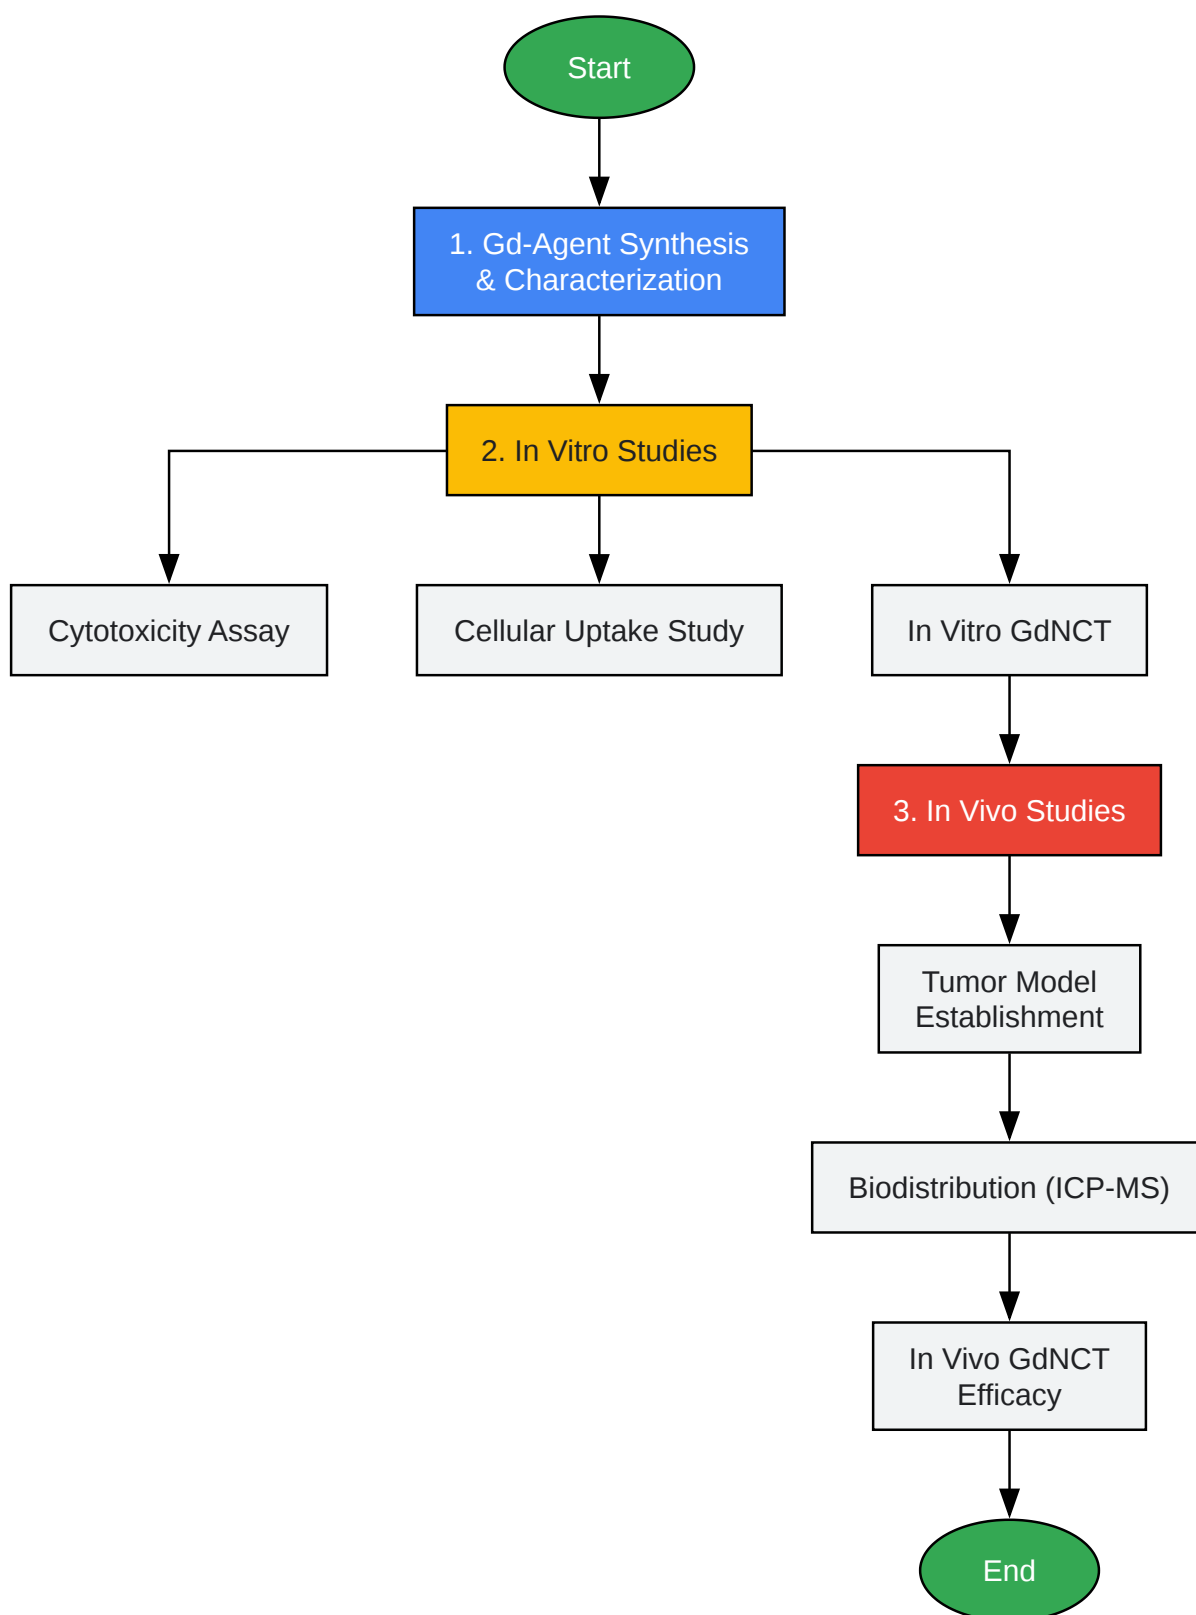 Start
1. Gd-Agent Synthesis
& Characterization
2. In Vitro Studies
Cytotoxicity Assay
Cellular Uptake Study
In Vitro GdNCT
3. In Vivo Studies
Tumor Model
Establishment
Biodistribution (ICP-MS)
In Vivo GdNCT
Efficacy
End